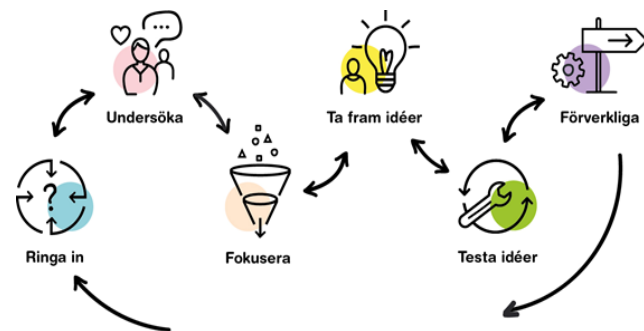 Ringa in
Undersöka
Fokusera
Ta fram idéer
Testa idéer
Förverkliga
?